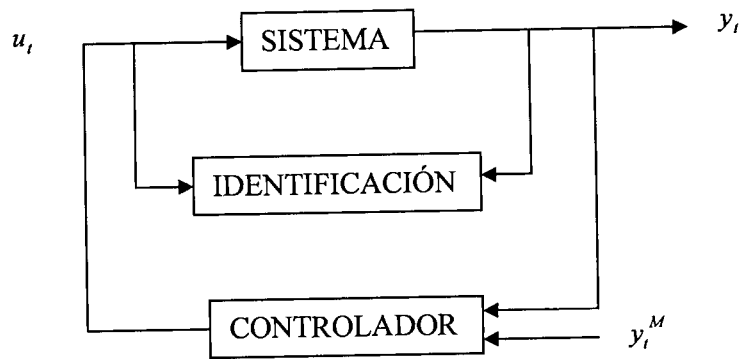 u_t
SISTEMA
y_t
IDENTIFICACIÓN
CONTROLADOR
y_t^M